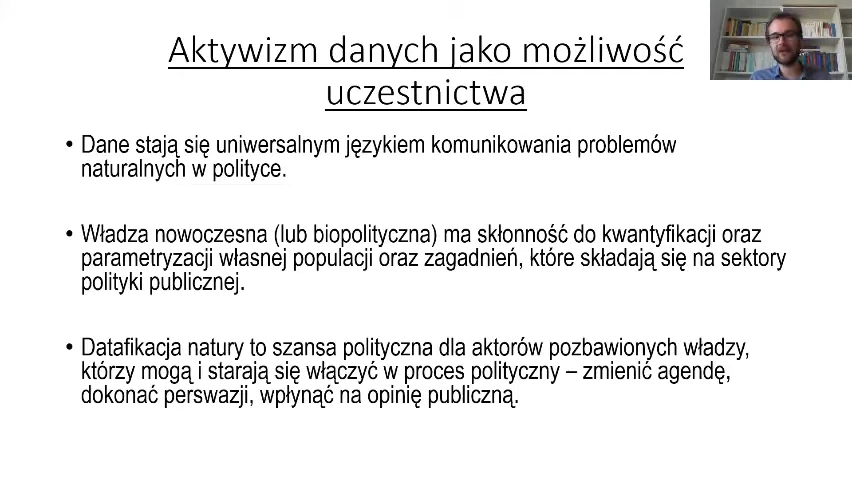 Aktywizm danych jako możliwość
uczestnictwa
• Dane stają się uniwersalnym językiem komunikowania problemów
naturalnych w polityce.
• Władza nowoczesna (lub biopolityczna) ma skłonność do kwantyfikacji oraz
parametryzacji własnej populacji oraz zagadnień, które składają się na sektory
polityki publicznej.
• Datafikacja natury to szansa polityczna dla aktorów pozbawionych władzy,
którzy mogą i starają się włączyć w proces polityczny – zmienić agendę,
dokonać perswazji, wpłynąć na opinię publiczną.